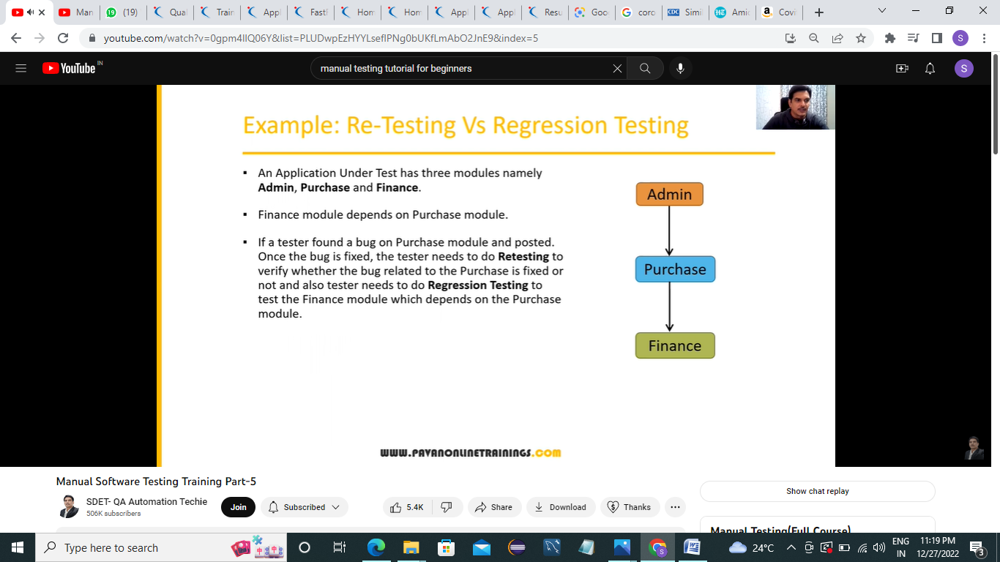 Man
(19)
Qual
Train
Appl
Fastl
Hom
Hom
Appl
Appl
Resu
Goo
coro
CDC
Simil
HT
Amic
Covi
youtube.com/watch?v=0gpm4lIQ06Y&list=PLUDwpEzHYYLsefIPNg0bUKfLmAbO2JnE9&index=5
S
YouTube IN
manual testing tutorial for beginners
S
Example: Re-Testing Vs Regression Testing
▪ An Application Under Test has three modules namely
Admin, Purchase and Finance.
▪ Finance module depends on Purchase module.
▪ If a tester found a bug on Purchase module and posted.
Once the bug is fixed, the tester needs to do Retesting to
verify whether the bug related to the Purchase is fixed or
not and also tester needs to do Regression Testing to
test the Finance module which depends on the Purchase
module.
Admin
Purchase
Finance
WWW.PAVANONLINETRAININGS.COM
Manual Software Testing Training Part-5
SDET- QA Automation Techie
506K subscribers
Join
Subscribed
5.4K
Share
Download
Thanks
Show chat replay
Manual Testing(Full Course)
Type here to search
S
24°C
ENG
IN
11:19 PM
12/27/2022
3